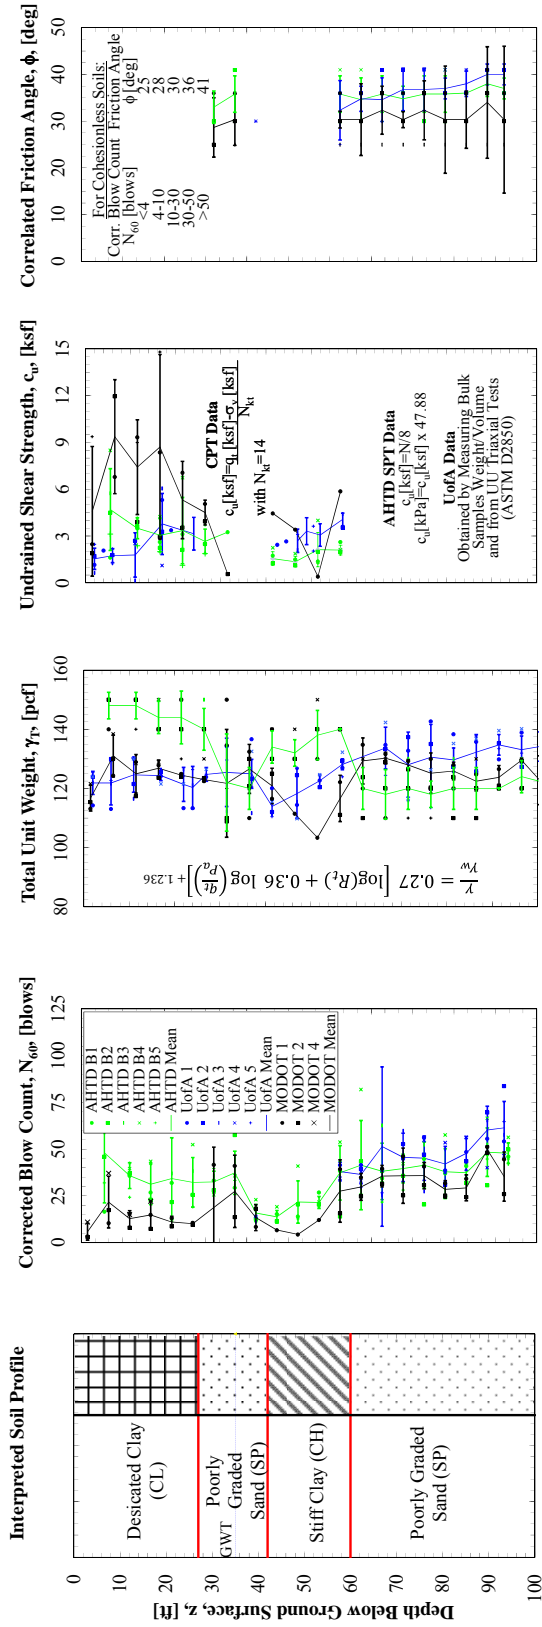 Interpreted Soil Profile
Depth Below Ground Surface, z, [ft]
0
10
20
30
40
50
60
70
80
90
100
Desicated Clay
(CL)
Poorly
GWT Graded
Sand (SP)
Stiff Clay (CH)
Poorly Graded
Sand (SP)
Corrected Blow Count, N60, [blows]
0
25
50
75
100
125
AHTD B1
AHTD B2
AHTD B3
AHTD B4
AHTD B5
AHTD Mean
UofA 1
UofA 2
UofA 3
UofA 4
UofA 5
UofA Mean
MODOT 1
MODOT 2
MODOT 4
MODOT Mean
Total Unit Weight, γT, [pcf]
80
100
120
140
160
γ/γw = 0.27 [log(Rt) + 0.36 log(qt/Pa)] + 1.236
Undrained Shear Strength, cu, [ksf]
0
3
6
9
12
15
CPT Data
cu[ksf]=qt [ksf]-σv [ksf]
Nkt
with Nkt=14
AHTD SPT Data
cu[ksf]=N/8
cu[kPa]=cu[ksf] x 47.88
UofA Data
Obtained by Measuring Bulk
Samples Weight/Volume
and from UU Triaxial Tests
(ASTM D2850)
Correlated Friction Angle, ϕ, [deg]
0
10
20
30
40
50
For Cohesionless Soils:
Corr. Blow Count Friction Angle
N60 [blows] ϕ[deg]
<4 25
4-10 28
10-30 30
30-50 36
>50 41